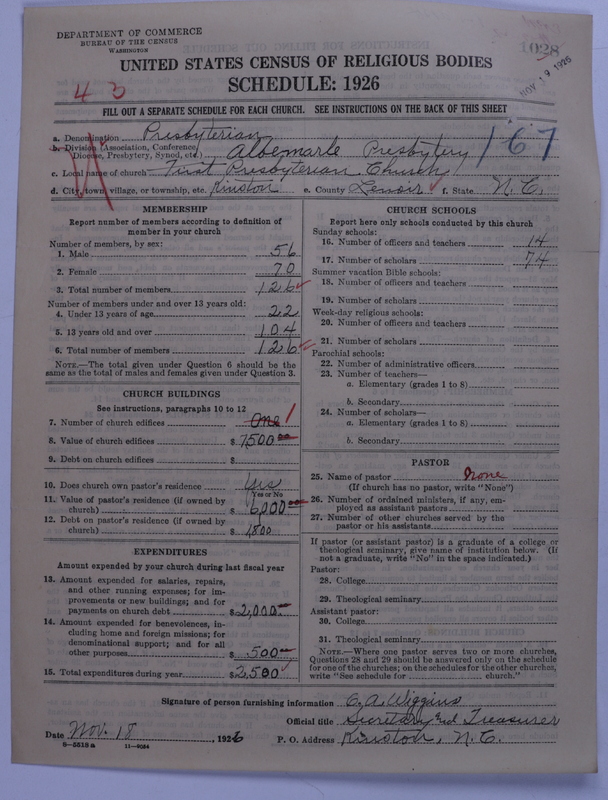 DEPARTMENT OF COMMERCE
BUREAU OF THE CENSUS
WASHINGTON
1028
NOV 19 1926
UNITED STATES CENSUS OF RELIGIOUS BODIES
SCHEDULE: 1926
43
FILL OUT A SEPARATE SCHEDULE FOR EACH CHURCH. SEE INSTRUCTIONS ON THE BACK OF THIS SHEET
a. Denomination Presbyterian
b. Division (Association, Conference, Diocese, Presbytery, Synod, etc.) Albemarle Presbytery
167
c. Local name of church First Presbyterian Church
d. City, town, village, or township, etc. Kinston e. County Lenoir f. State N.C.
MEMBERSHIP
Report number of members according to definition of
member in your church
Number of members, by sex:
1. Male 56
2. Female 70
3. Total number of members 126
Number of members under and over 13 years old:
4. Under 13 years of age 22
5. 13 years old and over 104
6. Total number of members 126
NOTE.—The total given under Question 6 should be the
same as the total of males and females given under Question 3.
CHURCH BUILDINGS
See instructions, paragraphs 10 to 12
7. Number of church edifices One 1
8. Value of church edifices $7500.00
9. Debt on church edifices $
10. Does church own pastor's residence Yes
Yes or No
11. Value of pastor's residence (if owned by
church) $6,000.00
12. Debt on pastor's residence (if owned by
church) $1,800
EXPENDITURES
Amount expended by your church during last fiscal year
13. Amount expended for salaries, repairs,
and other running expenses; for im-
provements or new buildings; and for
payments on church debt $2,000
14. Amount expended for benevolences, in-
cluding home and foreign missions; for
denominational support; and for all
other purposes $500
15. Total expenditures during year $2,500
CHURCH SCHOOLS
Report here only schools conducted by this church
Sunday schools:
16. Number of officers and teachers 14
17. Number of scholars 74
Summer vacation Bible schools:
18. Number of officers and teachers
19. Number of scholars
Week-day religious schools:
20. Number of officers and teachers
21. Number of scholars
Parochial schools:
22. Number of administrative officers
23. Number of teachers—
a. Elementary (grades 1 to 8)
b. Secondary
24. Number of scholars—
a. Elementary (grades 1 to 8)
b. Secondary
PASTOR
25. Name of pastor None
(If church has no pastor, write "None")
26. Number of ordained ministers, if any, em-
ployed as assistant pastors
27. Number of other churches served by the
pastor or his assistants
If pastor (or assistant pastor) is a graduate of a college or
theological seminary, give name of institution below. (If
not a graduate, write "No" in the space indicated.)
Pastor:
28. College
29. Theological seminary
Assistant pastor:
30. College
31. Theological seminary
NOTE.—Where one pastor serves two or more churches,
Questions 28 and 29 should be answered only on the schedule
for one of the churches; on the schedules for the other churches,
write "See schedule for church."
Signature of person furnishing information C. A. Wiggins
Official title Secretary and Treasurer
Date Nov. 18, 1926 P. O. Address Kinston, N.C.
8—5518a 11—9034